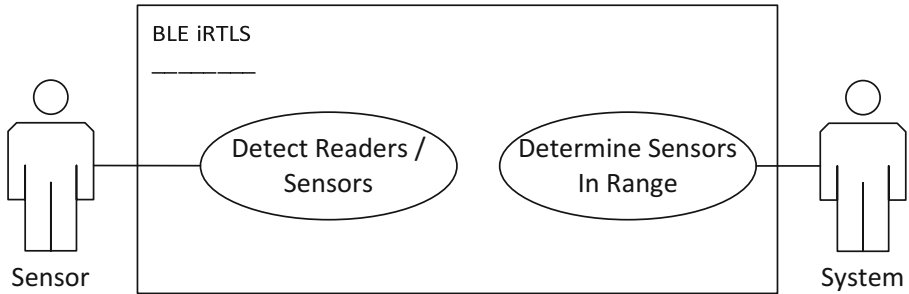 BLE iRTLS
Detect Readers /
Sensors
Determine Sensors
In Range
Sensor
System